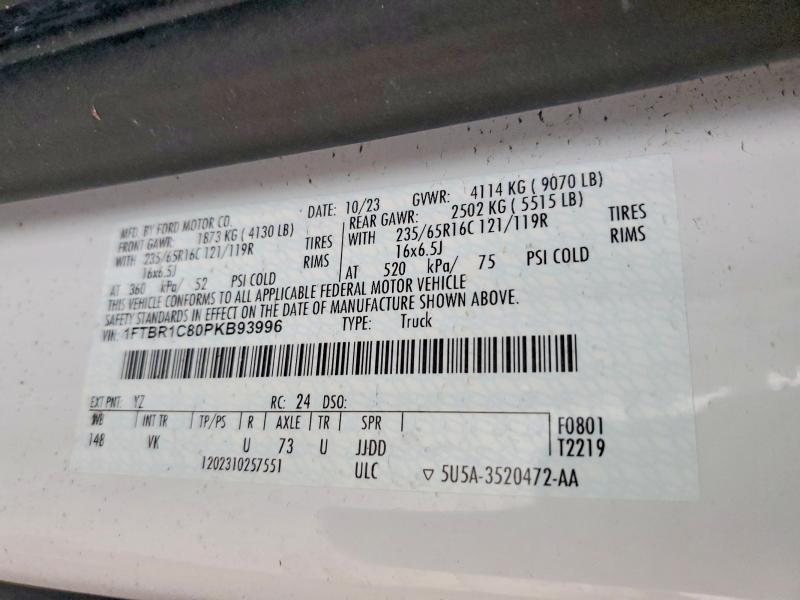 MFD. BY FORD MOTOR CO.
DATE: 10/23 GVWR: 4114 KG ( 9070 LB)
FRONT GAWR: 1873 KG ( 4130 LB)
WITH 235/65R16C 121/119R TIRES
16x6.5J RIMS
AT 360 kPa/ 52 PSI COLD
REAR GAWR: 2502 KG ( 5515 LB)
WITH 235/65R16C 121/119R TIRES
16x6.5J RIMS
AT 520 kPa/ 75 PSI COLD
THIS VEHICLE CONFORMS TO ALL APPLICABLE FEDERAL MOTOR VEHICLE
SAFETY STANDARDS IN EFFECT ON THE DATE OF MANUFACTURE SHOWN ABOVE.
VIN: 1FTBR1C80PKB93996 TYPE: Truck
EXT PNT: YZ RC: 24 DSO:
WB INT TR TP/PS R AXLE TR SPR F0801
148 VK U 73 U JJDD T2219
1202310257551 ULC ▽ 5U5A-3520472-AA